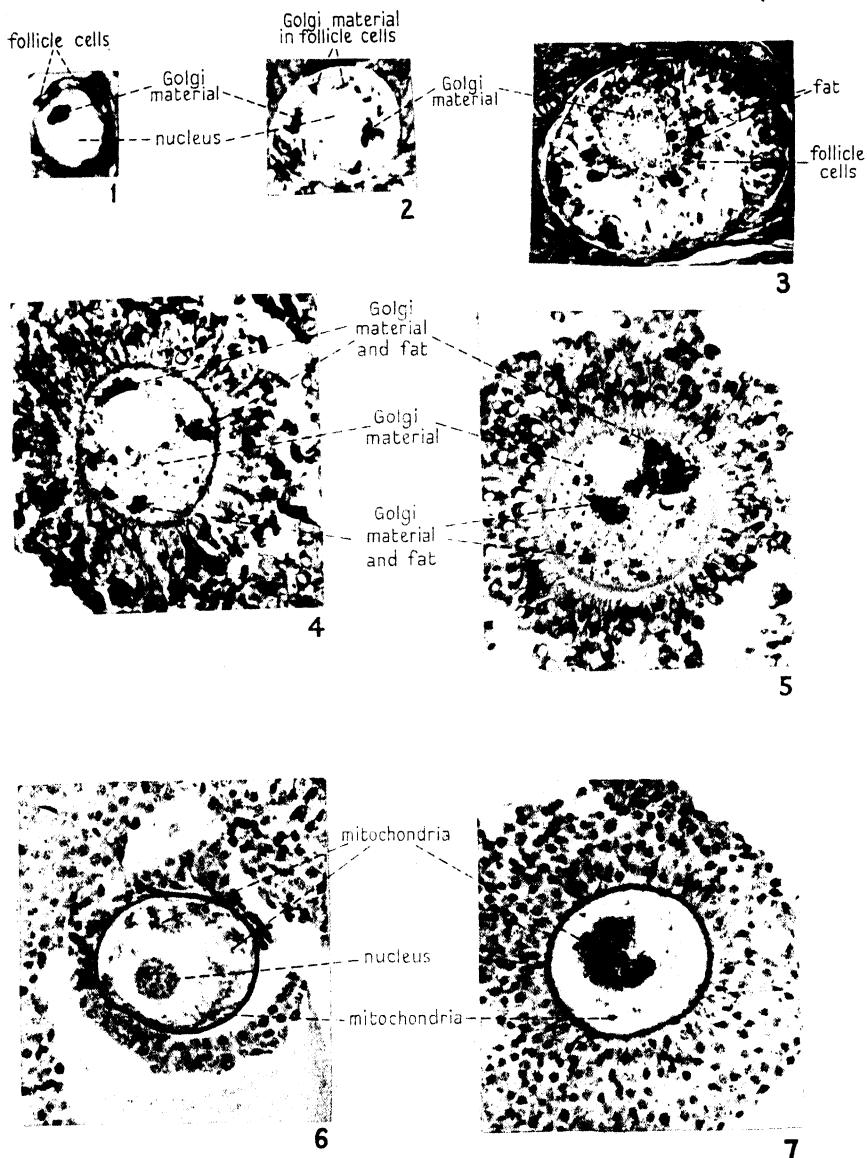 follicle cells
Golgi
material
nucleus
1
Golgi material
in follicle cells
2
Golgi
material
fat
follicle
cells
3
Golgi
material
and fat
Golgi
material
Golgi
material
and fat
4
5
mitochondria
nucleus
mitochondria
6
7